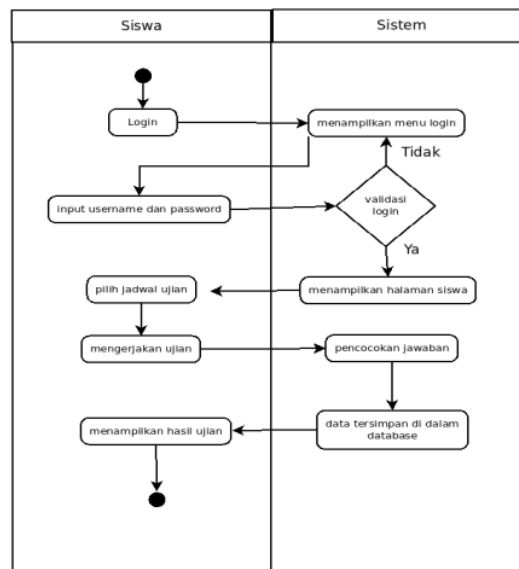 Siswa
Sistem
Login
menampilkan menu login
Tidak
input username dan password
validasi
login
Ya
pilih jadwal ujian
menampilkan halaman siswa
mengerjakan ujian
pencocokan jawaban
menampilkan hasil ujian
data tersimpan di dalam
database